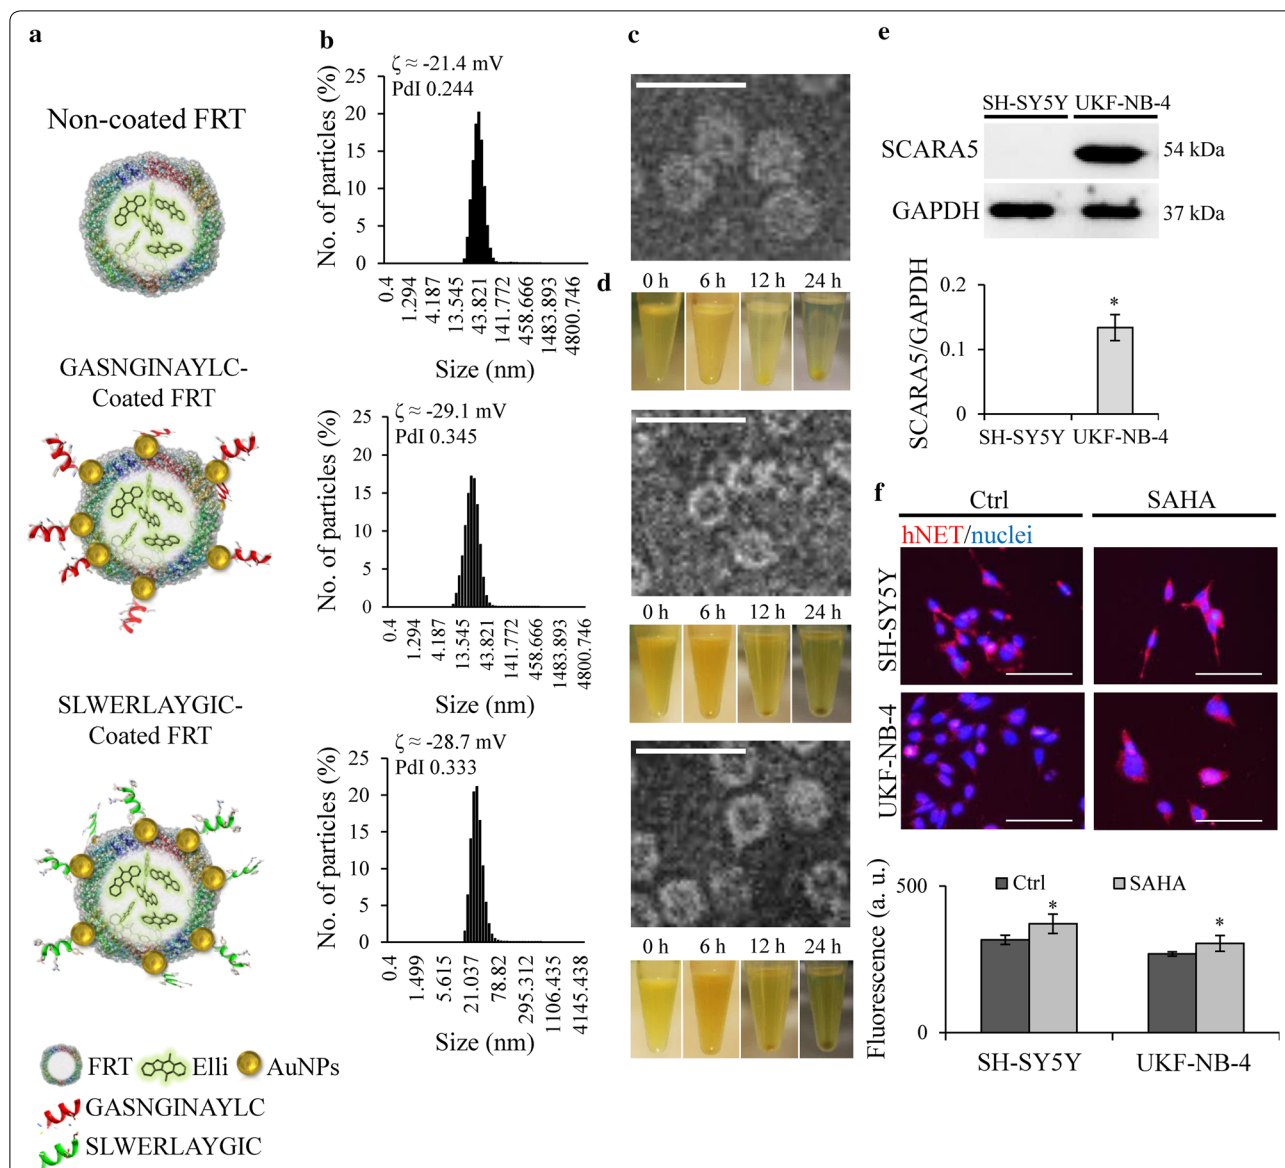 a
Non-coated FRT
GASNGINAYLC-
Coated FRT
SLWERLAYGIC-
Coated FRT
FRT Elli AuNPs
GASNGINAYLC
SLWERLAYGIC
b
ζ ≈ -21.4 mV
PdI 0.244
No. of particles (%)
25
20
15
10
5
0
0.4
1.294
4.187
13.545
43.821
141.772
458.666
1483.893
4800.746
Size (nm)
ζ ≈ -29.1 mV
PdI 0.345
No. of particles (%)
25
20
15
10
5
0
0.4
1.294
4.187
13.545
43.821
141.772
458.666
1483.893
4800.746
Size (nm)
ζ ≈ -28.7 mV
PdI 0.333
No. of particles (%)
25
20
15
10
5
0
0.4
1.499
5.615
21.037
78.82
295.312
1106.435
4145.438
Size (nm)
c
d
0 h 6 h 12 h 24 h
0 h 6 h 12 h 24 h
0 h 6 h 12 h 24 h
e
SH-SY5Y UKF-NB-4
SCARA5 54 kDa
GAPDH 37 kDa
SCARA5/GAPDH
0.2
0.1
0
*
SH-SY5Y UKF-NB-4
f
Ctrl SAHA
hNET/nuclei
SH-SY5Y
UKF-NB-4
Fluorescence (a. u.)
500
0
Ctrl SAHA
* *
SH-SY5Y UKF-NB-4